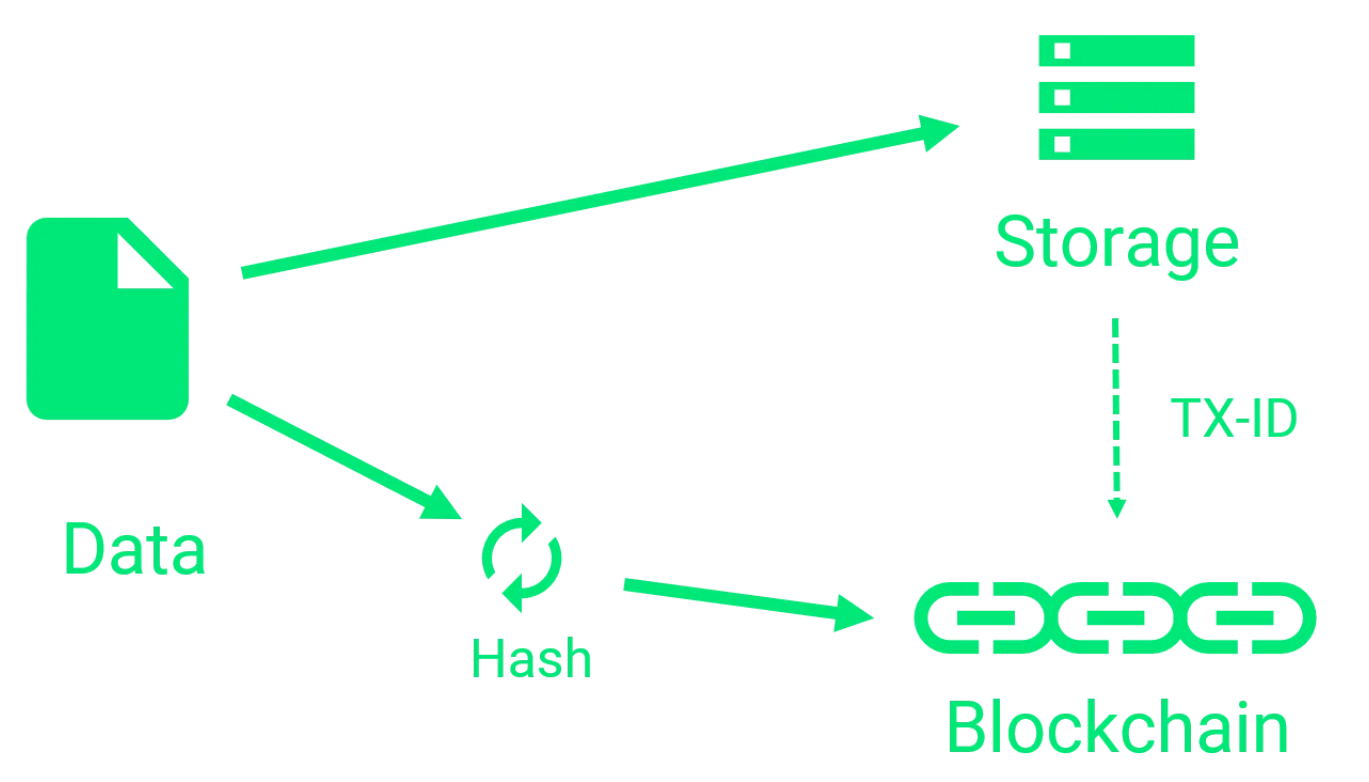 Storage
TX-ID
Data
Hash
Blockchain